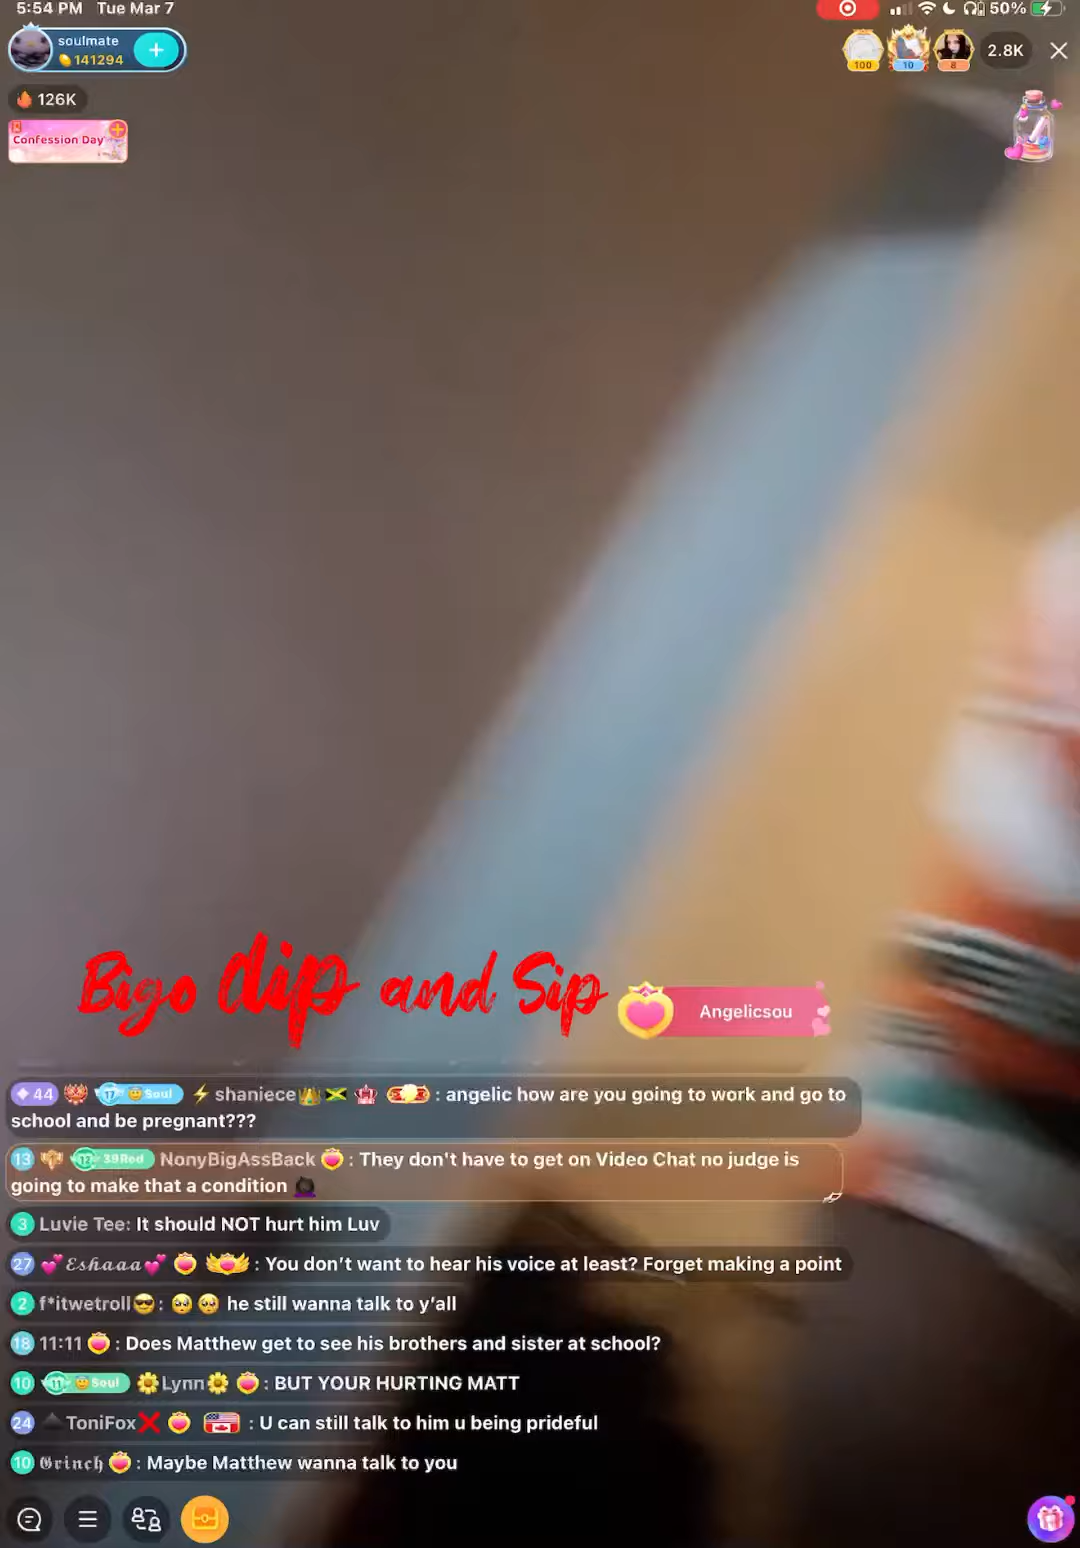 5:54 PM Tue Mar 7
50%
soulmate
141294
100
10
8
2.8K
126K
Confession Day
Bigo dip and Sip
Angelicsou
44 17 Soul shaniece : angelic how are you going to work and go to
school and be pregnant???
13 39Red NonyBigAssBack : They don't have to get on Video Chat no judge is
going to make that a condition
3 Luvie Tee: It should NOT hurt him Luv
27 Eshaaa : You don't want to hear his voice at least? Forget making a point
2 f*itwetroll : he still wanna talk to y'all
18 11:11 : Does Matthew get to see his brothers and sister at school?
10 Soul Lynn : BUT YOUR HURTING MATT
24 ToniFox : U can still talk to him u being prideful
10 Grinch : Maybe Matthew wanna talk to you